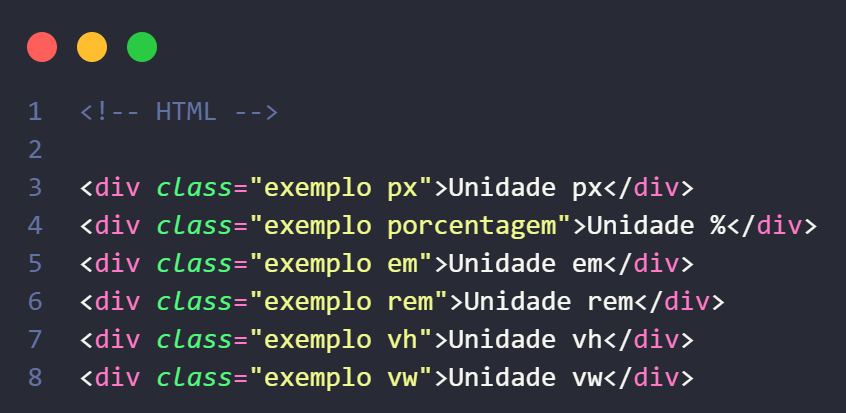 1 <!-- HTML -->
2
3 <div class="exemplo px">Unidade px</div>
4 <div class="exemplo porcentagem">Unidade %</div>
5 <div class="exemplo em">Unidade em</div>
6 <div class="exemplo rem">Unidade rem</div>
7 <div class="exemplo vh">Unidade vh</div>
8 <div class="exemplo vw">Unidade vw</div>